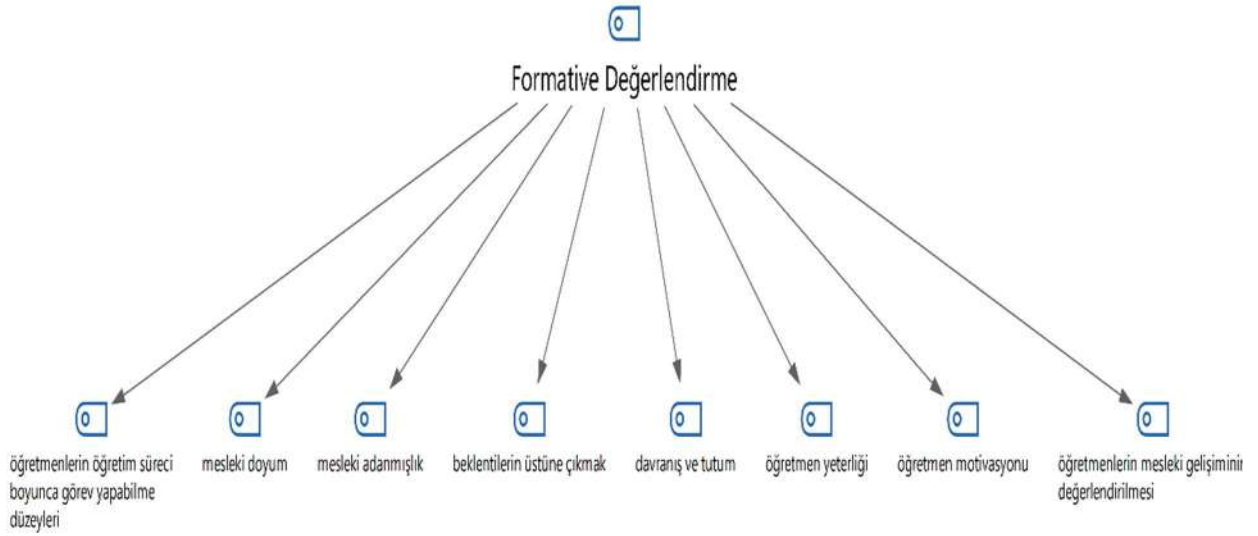 Formative Değerlendirme
öğretmenlerin öğretim süreci
boyunca görev yapabilme
düzeyleri
mesleki doyum
mesleki adanmışlık
beklentilerin üstüne çıkmak
davranış ve tutum
öğretmen yeterliği
öğretmen motivasyonu
öğretmenlerin mesleki gelişiminin
değerlendirilmesi